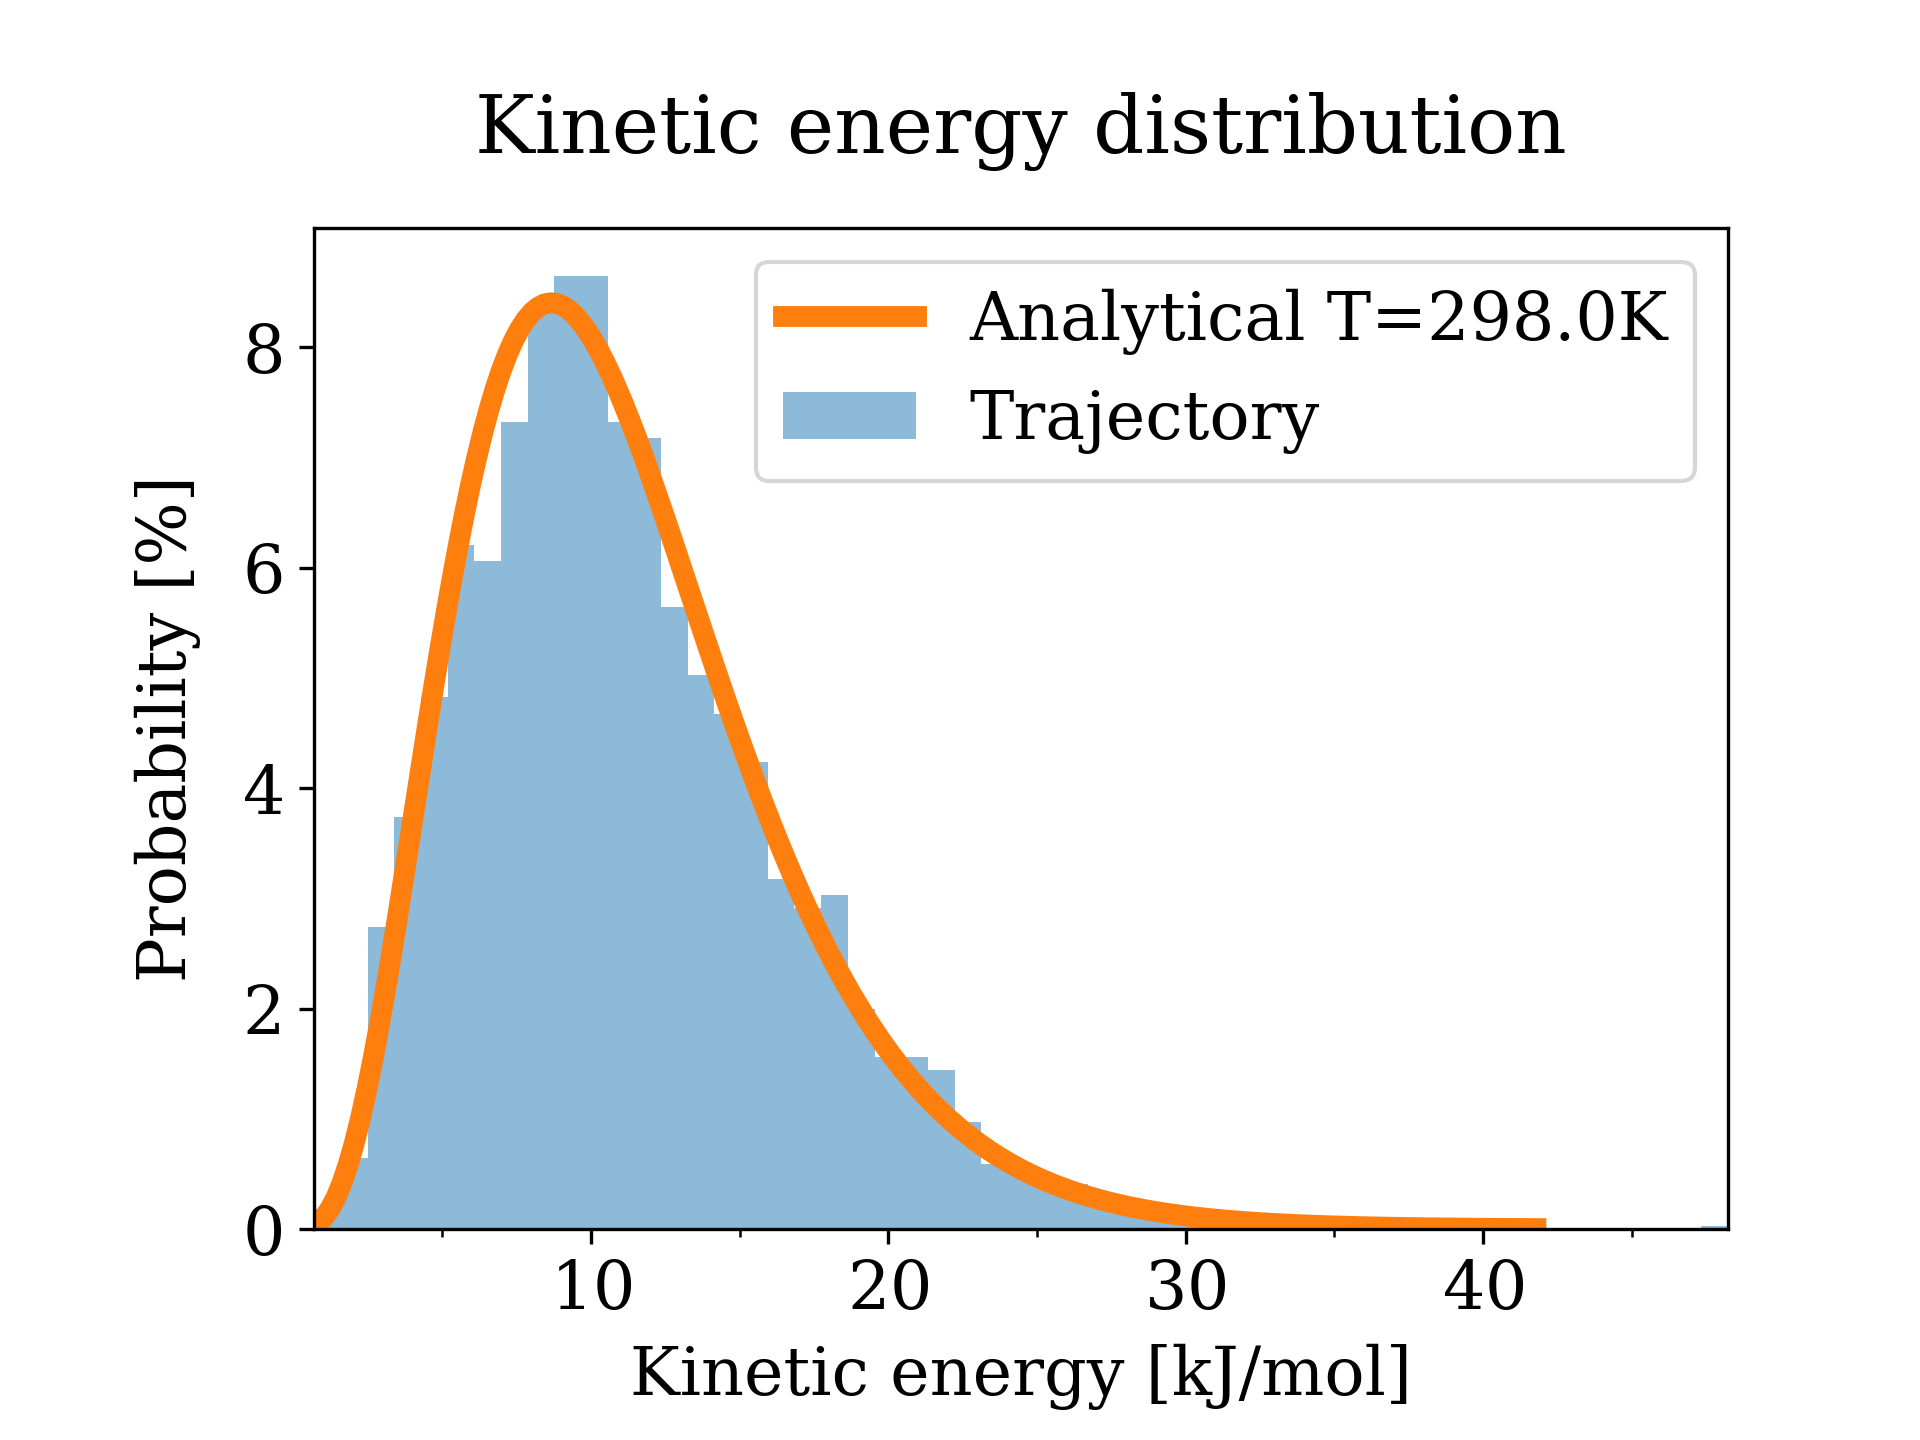 Kinetic energy distribution
Analytical T=298.0K
Trajectory
Probability [%]
8
6
4
2
0
10 20 30 40
Kinetic energy [kJ/mol]